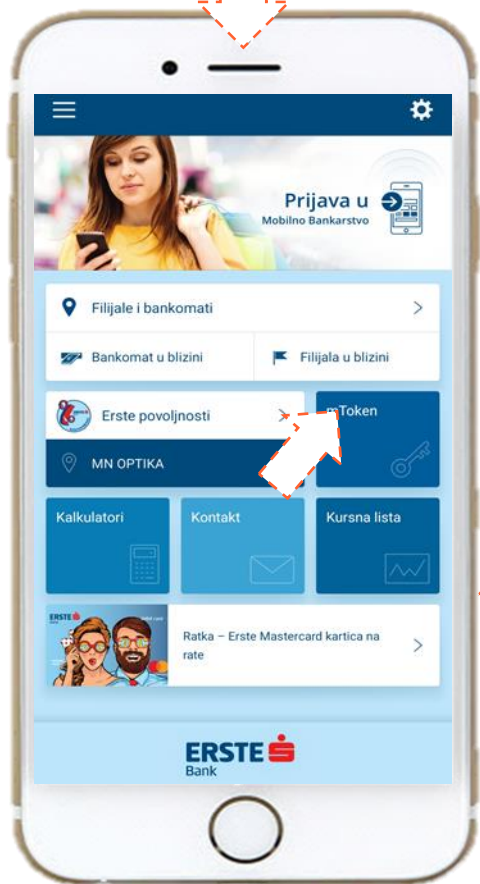 Prijava u
Mobilno Bankarstvo
Filijale i bankomati
Bankomat u blizini
Filijala u blizini
Erste povoljnosti
mToken
MN OPTIKA
Kalkulatori
Kontakt
Kursna lista
ERSTE
Bank
Ratka – Erste Mastercard kartica na
rate
ERSTE
Bank